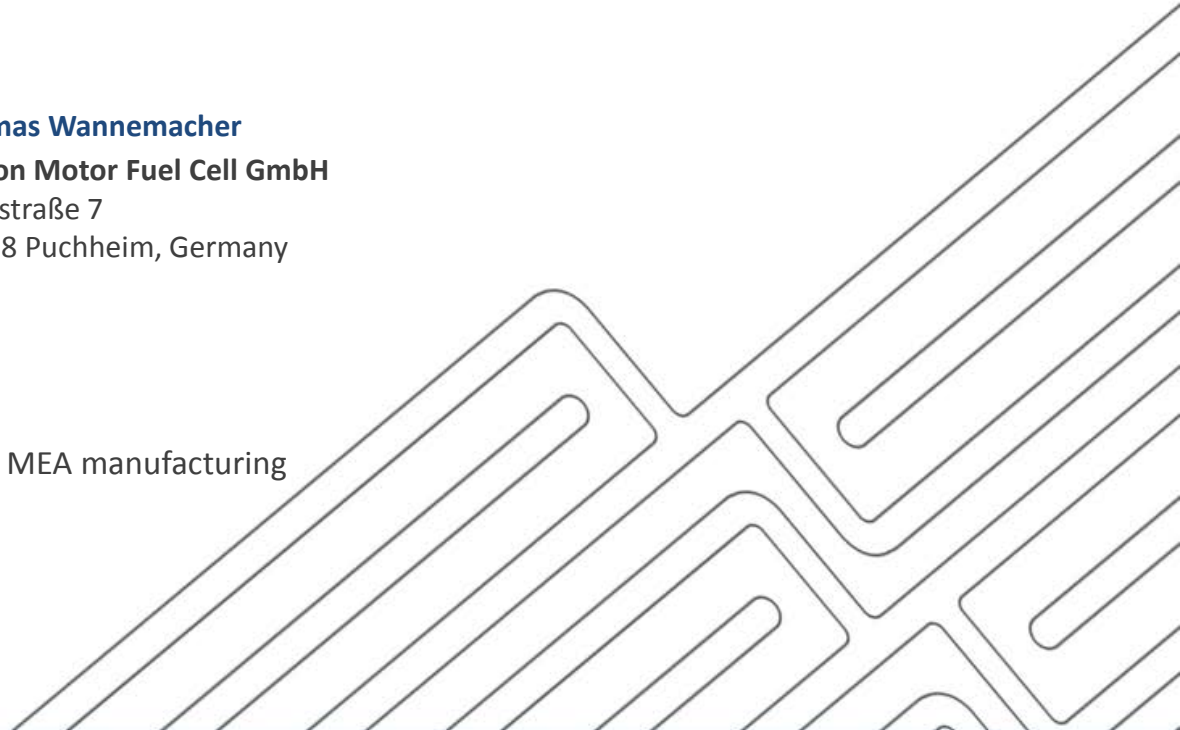 mas Wannemacher
on Motor Fuel Cell GmbH
straße 7
8 Puchheim, Germany
MEA manufacturing